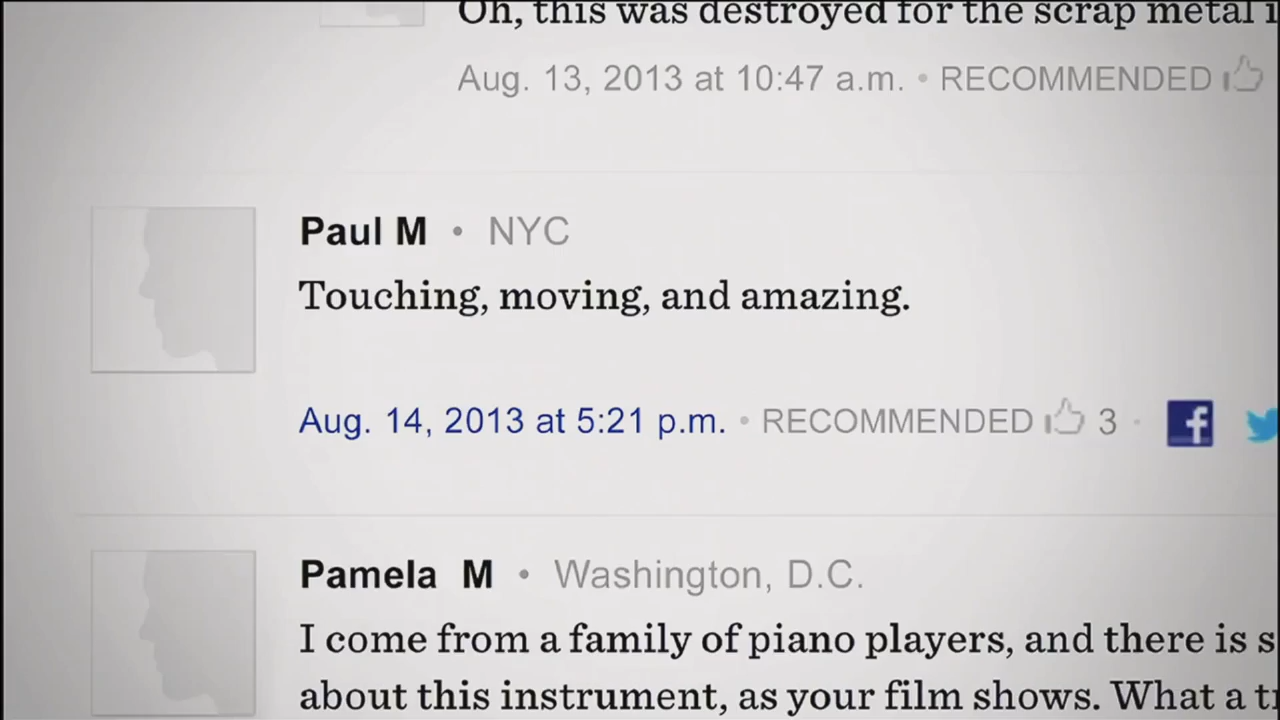 Oh, this was destroyed for the scrap metal
Aug. 13, 2013 at 10:47 a.m. • RECOMMENDED
Paul M • NYC
Touching, moving, and amazing.
Aug. 14, 2013 at 5:21 p.m. • RECOMMENDED 3
Pamela M • Washington, D.C.
I come from a family of piano players, and there is
about this instrument, as your film shows. What a